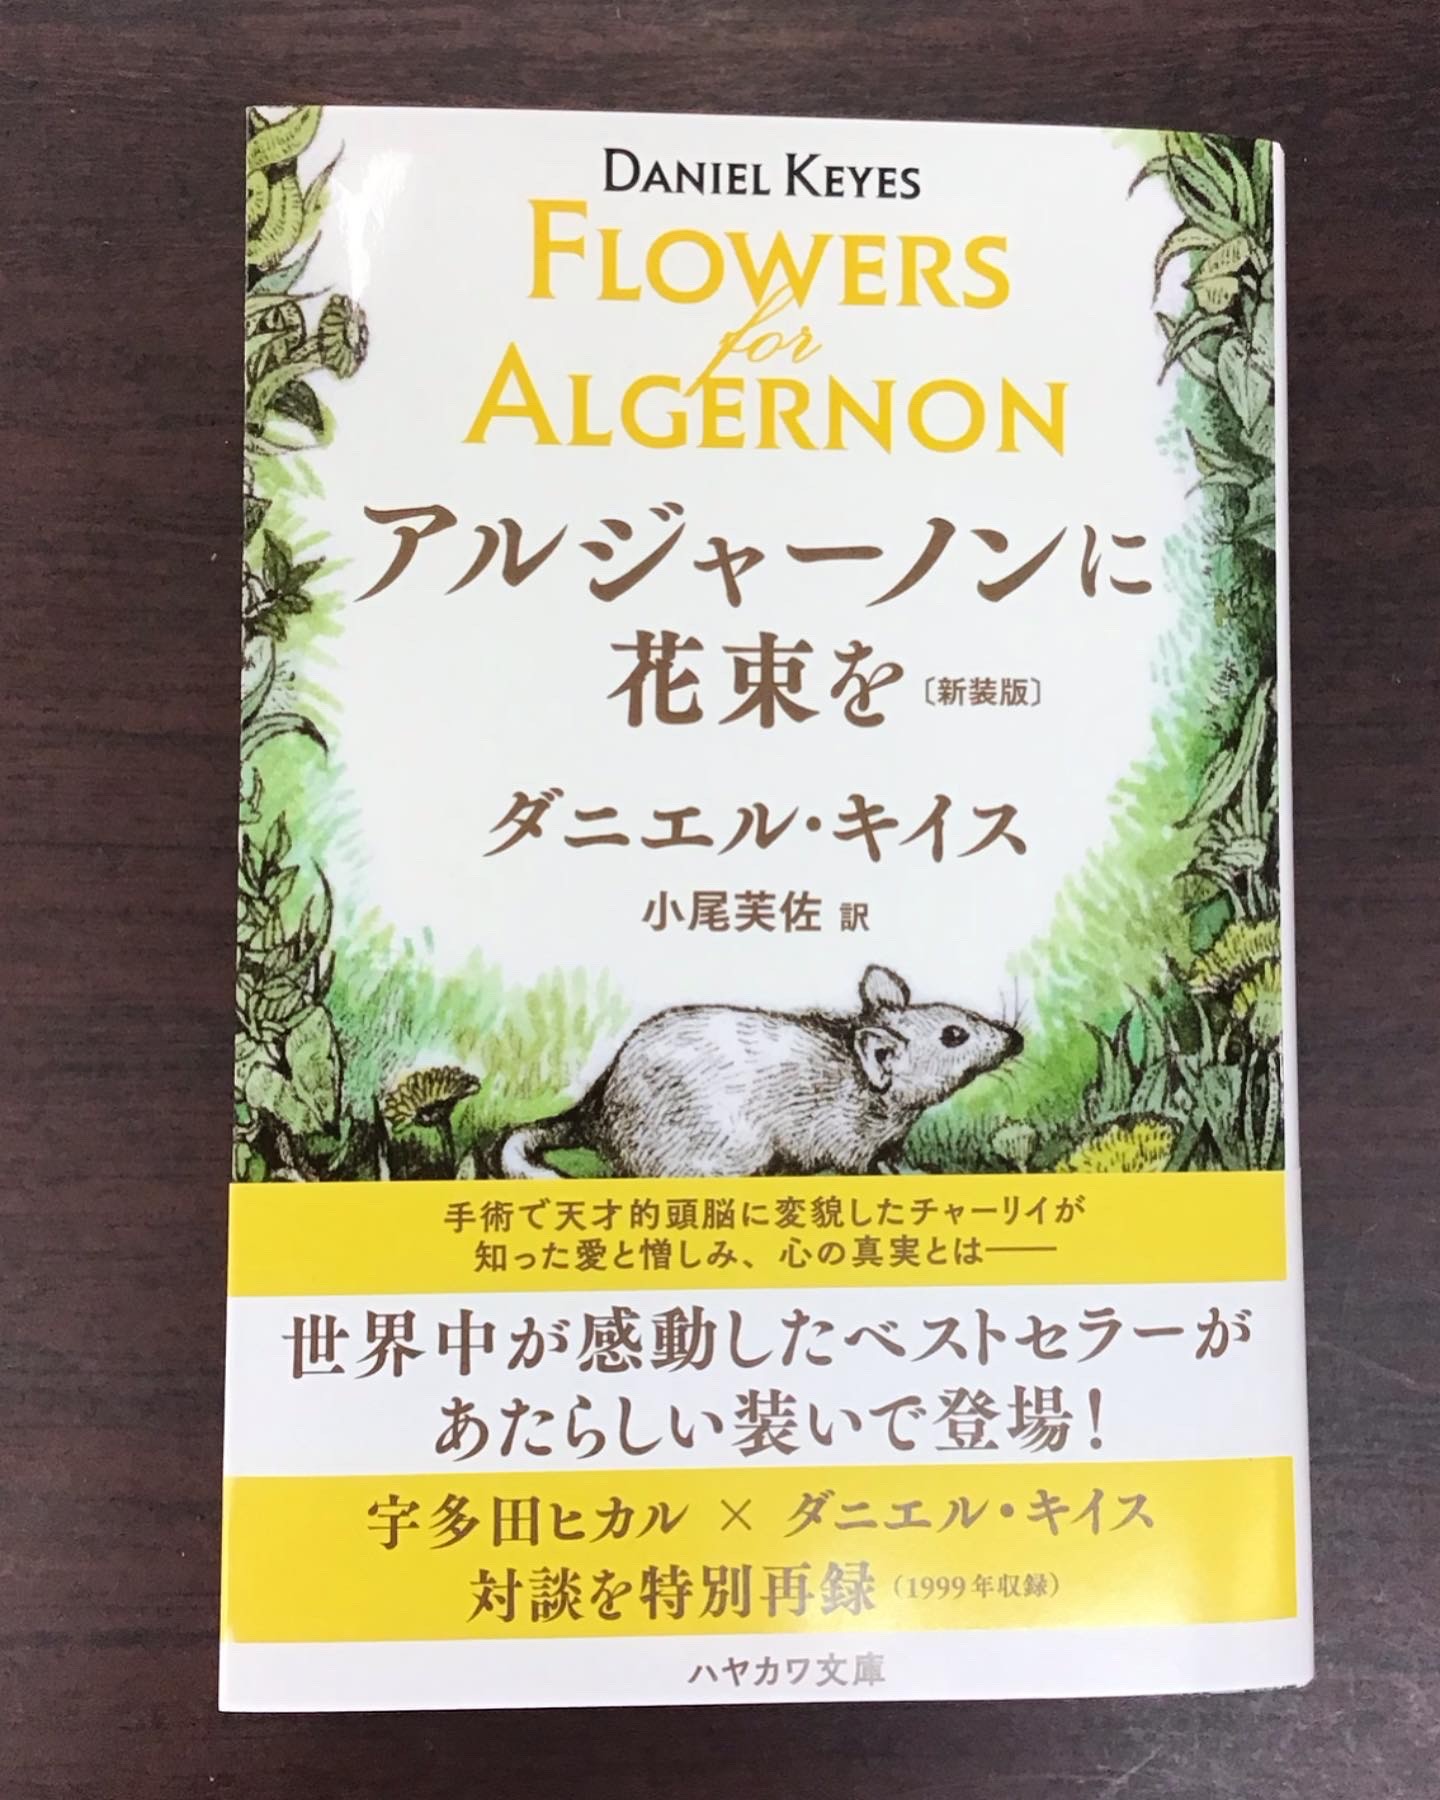 DANIEL KEYES
FLOWERS
for
ALGERNON
アルジャーノンに
花束を〔新装版〕
ダニエル・キイス
小尾芙佐 訳
手術で天才的頭脳に変貌したチャーリイが
知った愛と憎しみ、心の真実とは――
世界中が感動したベストセラーが
あたらしい装いで登場!
宇多田ヒカル × ダニエル・キイス
対談を特別再録(1999年収録)
ハヤカワ文庫